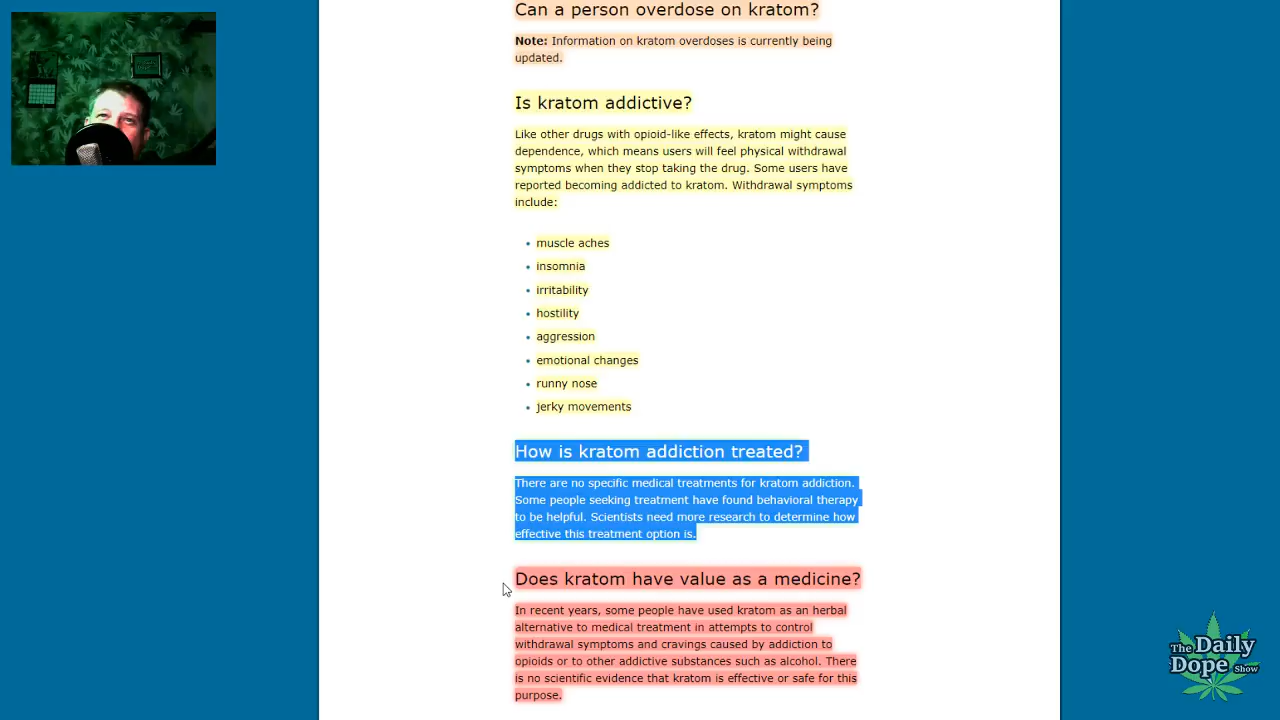 Can a person overdose on kratom?
Note: Information on kratom overdoses is currently being
updated.
Is kratom addictive?
Like other drugs with opioid-like effects, kratom might cause
dependence, which means users will feel physical withdrawal
symptoms when they stop taking the drug. Some users have
reported becoming addicted to kratom. Withdrawal symptoms
include:
• muscle aches
• insomnia
• irritability
• hostility
• aggression
• emotional changes
• runny nose
• jerky movements
How is kratom addiction treated?
There are no specific medical treatments for kratom addiction.
Some people seeking treatment have found behavioral therapy
to be helpful. Scientists need more research to determine how
effective this treatment option is.
Does kratom have value as a medicine?
In recent years, some people have used kratom as an herbal
alternative to medical treatment in attempts to control
withdrawal symptoms and cravings caused by addiction to
opioids or to other addictive substances such as alcohol. There
is no scientific evidence that kratom is effective or safe for this
purpose.
The Daily
Dope Show